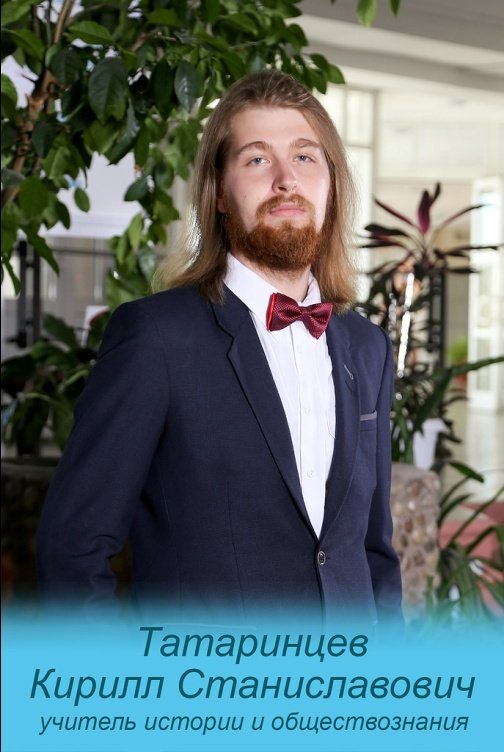 Татаринцев
Кирилл Станиславович
учитель истории и обществознания